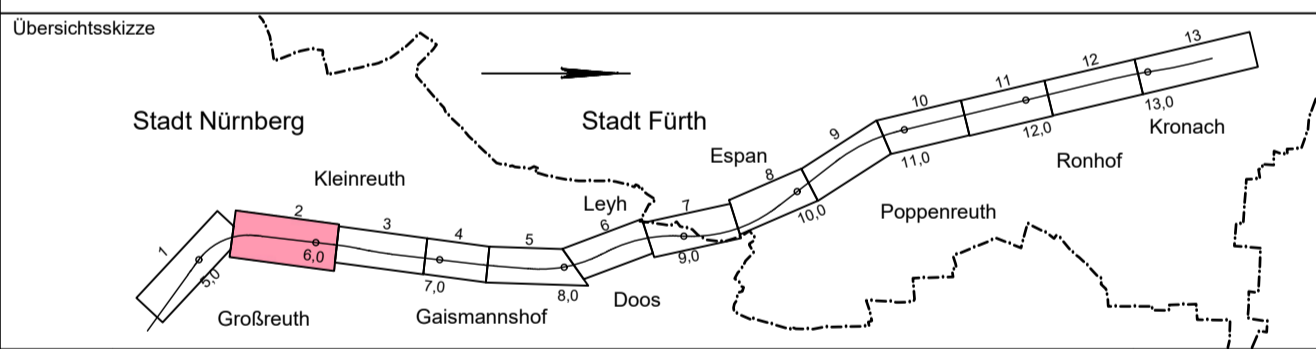 Übersichtsskizze
Stadt Nürnberg
Stadt Fürth
Kleinreuth
Leyh
Espan
Großreuth
Gaismannshof
Doos
Poppenreuth
Ronhof
Kronach
1
2
3
4
5
6
7
8
9
10
11
12
13
5,0
6,0
7,0
8,0
9,0
10,0
11,0
12,0
13,0